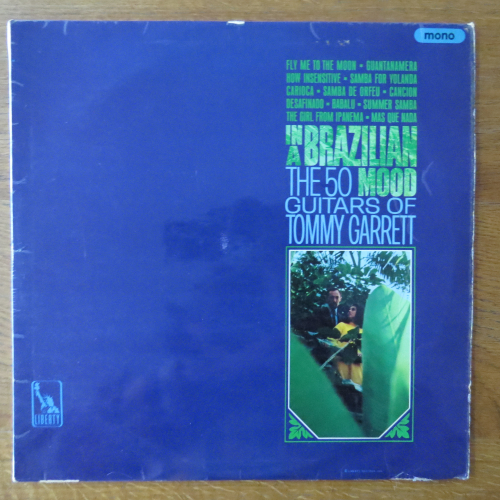 mono
FLY ME TO THE MOON • GUANTANAMERA
HOW INSENSITIVE • SAMBA FOR YOLANDA
CARIOCA • SAMBA DE ORFEU • CANCION
DESAFINADO • BABALU • SUMMER SAMBA
THE GIRL FROM IPANEMA • MAS QUE NADA
IN A BRAZILIAN
THE 50 MOOD
GUITARS OF
TOMMY GARRETT
LIBERTY